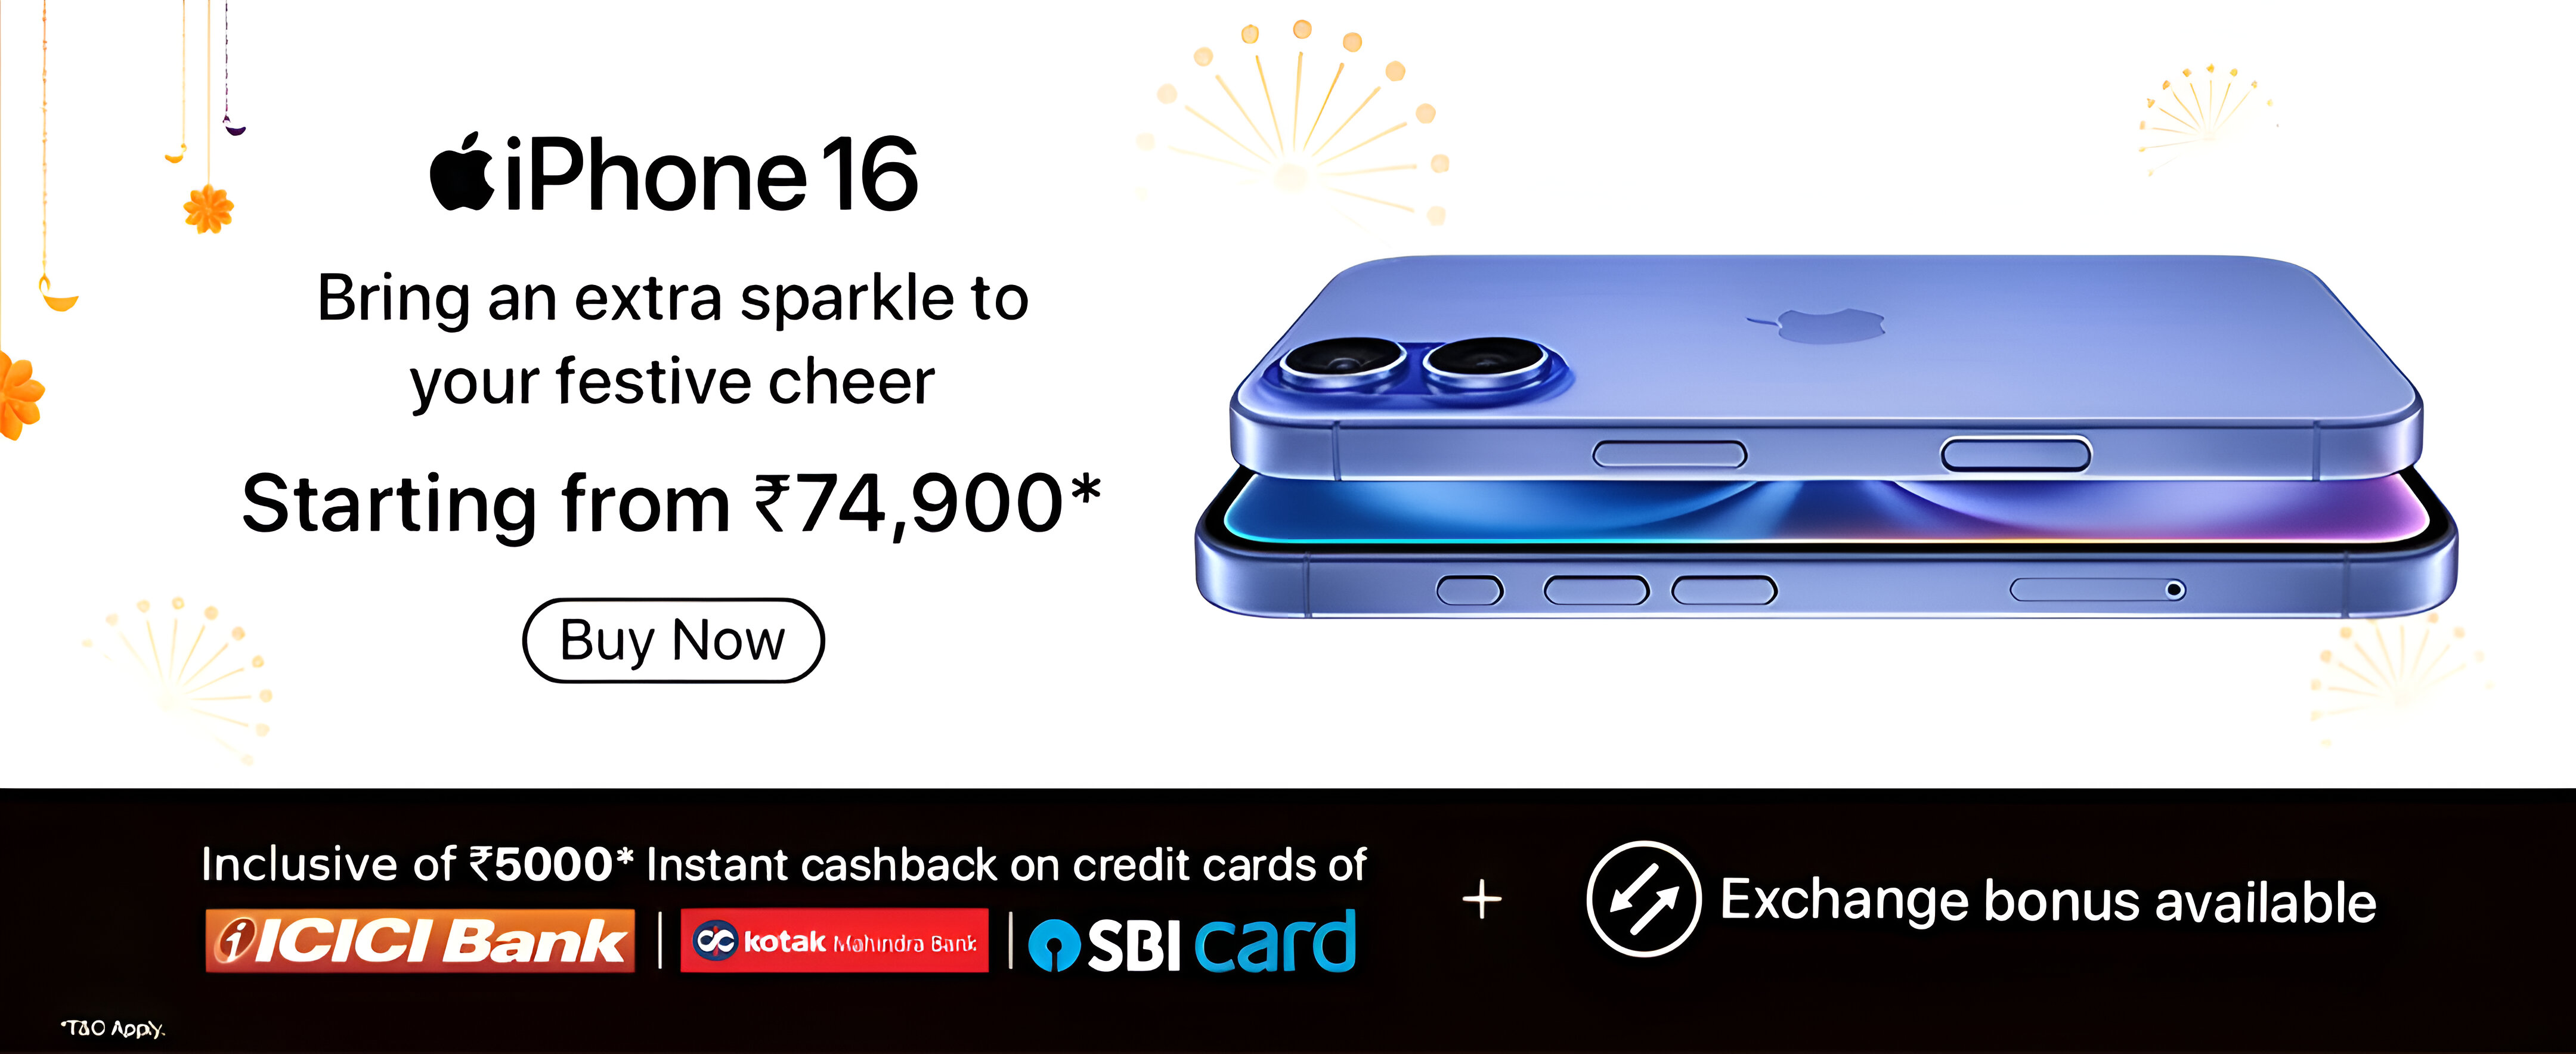 iPhone 16
Bring an extra sparkle to
your festive cheer
Starting from ₹74,900*
Buy Now
Inclusive of ₹5000* Instant cashback on credit cards of
ICICI Bank | kotak Mahindra Bank | SBI card
+ Exchange bonus available
*T&C Apply.